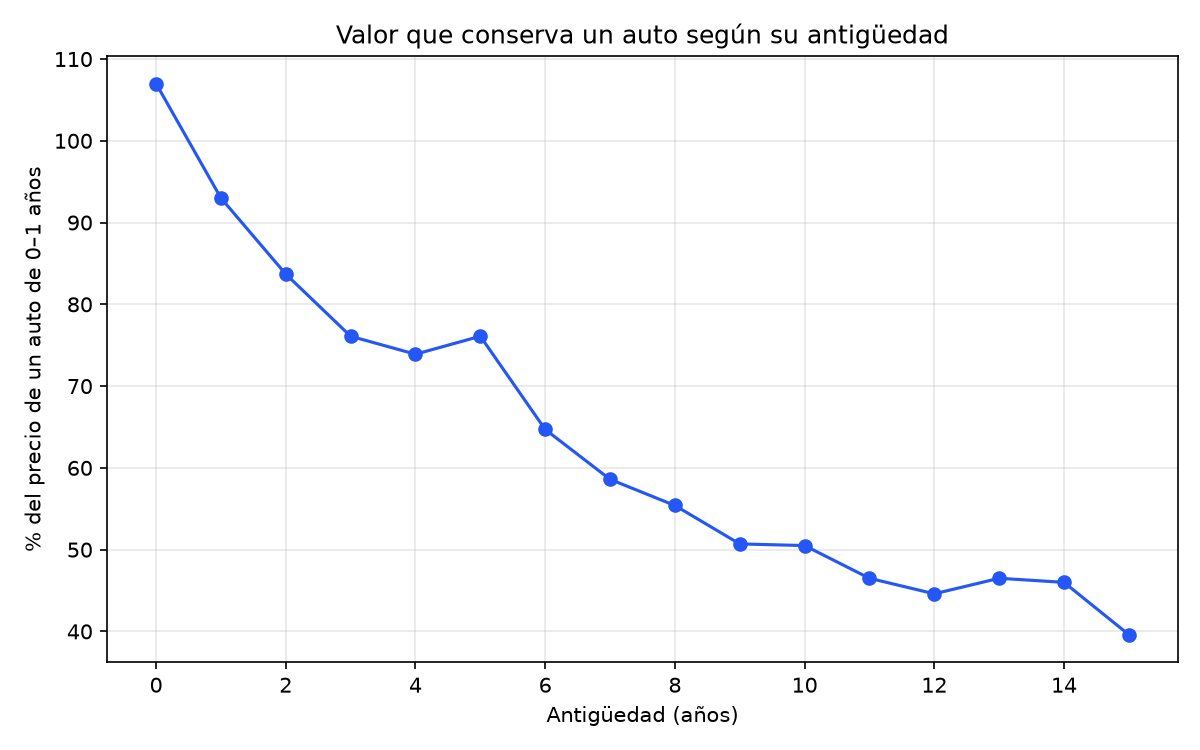 Valor que conserva un auto según su antigüedad
% del precio de un auto de 0–1 años
110
100
90
80
70
60
50
40
0 2 4 6 8 10 12 14
Antigüedad (años)